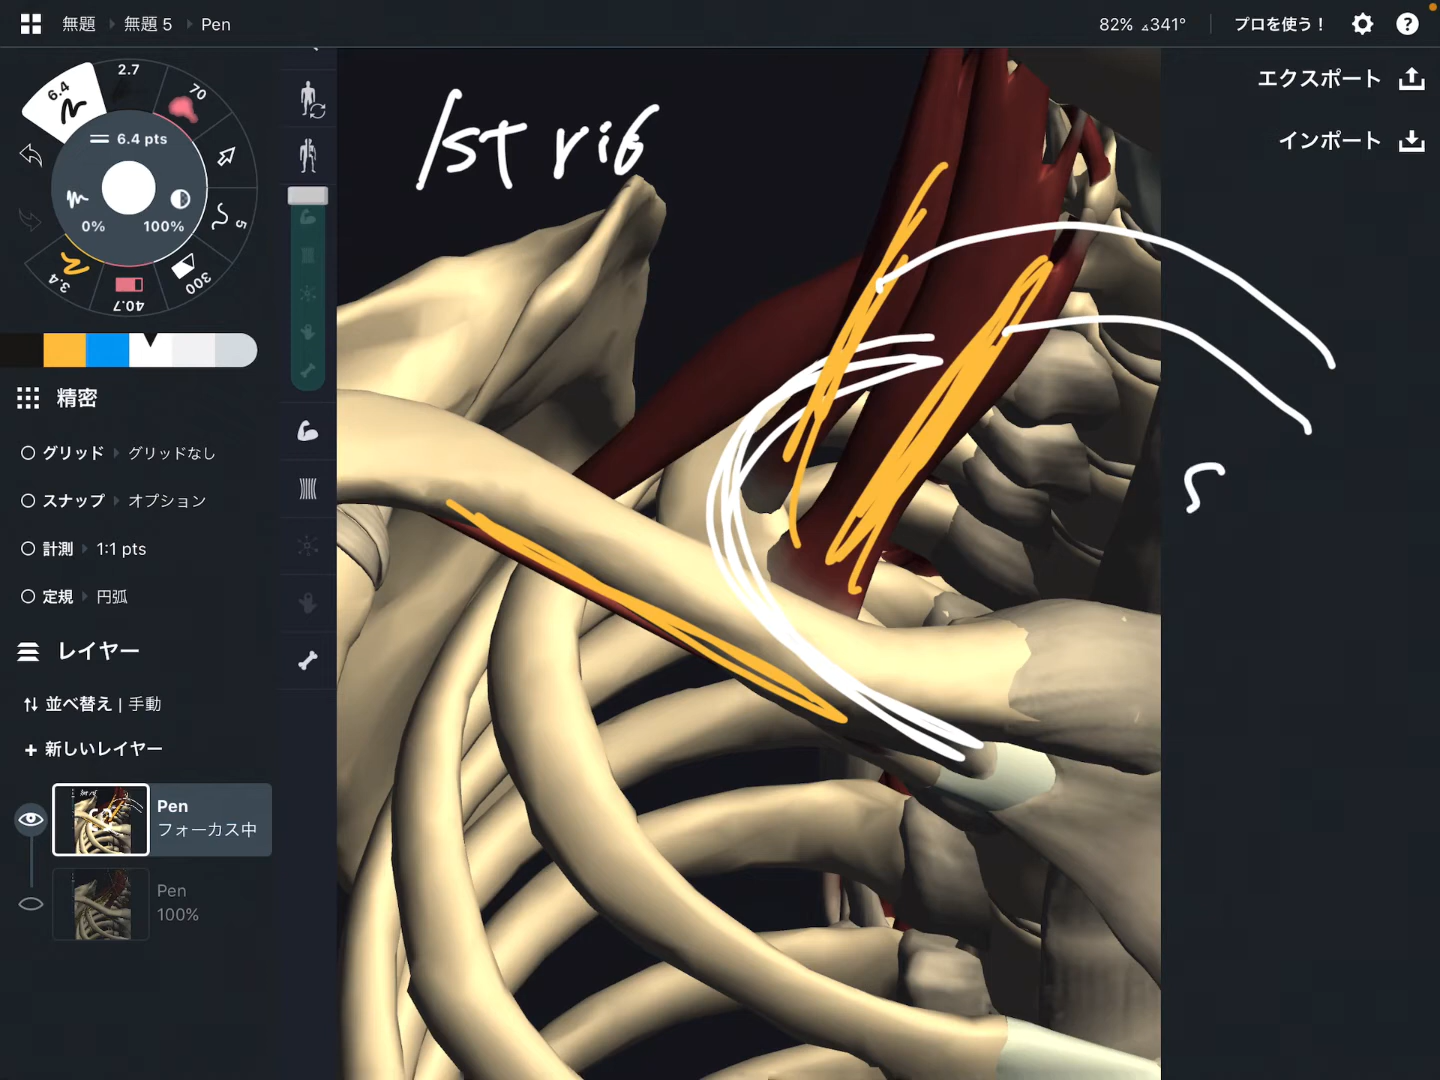 無題 無題 5 Pen
82% ⊿341° プロを使う！
エクスポート
インポート
6.4
2.7
70
6.4 pts
5
0% 100%
300
40.7
3.4
1st rib
精密
グリッド グリッドなし
スナップ オプション
計測 1:1 pts
定規 円弧
レイヤー
並べ替え | 手動
+ 新しいレイヤー
Pen
フォーカス中
Pen
100%
S